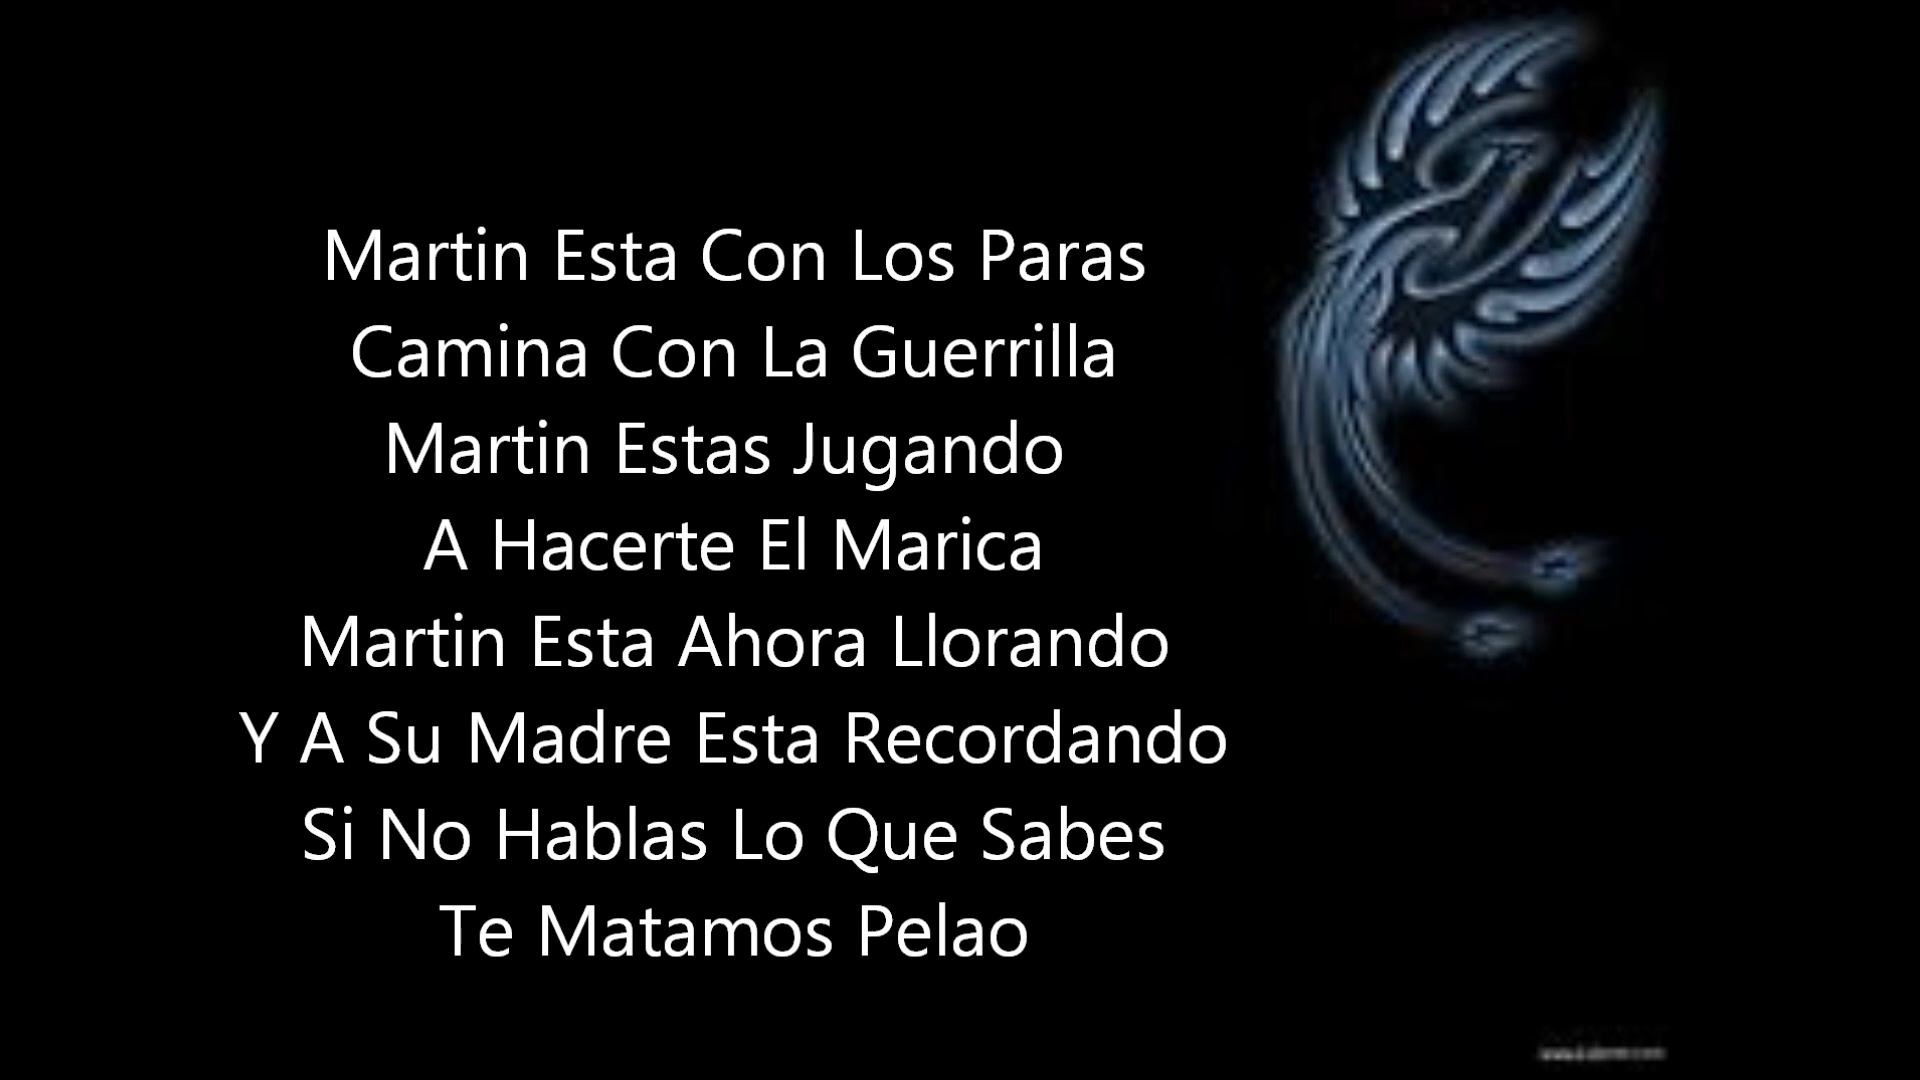 Martin Esta Con Los Paras
Camina Con La Guerrilla
Martin Estas Jugando
A Hacerte El Marica
Martin Esta Ahora Llorando
Y A Su Madre Esta Recordando
Si No Hablas Lo Que Sabes
Te Matamos Pelao